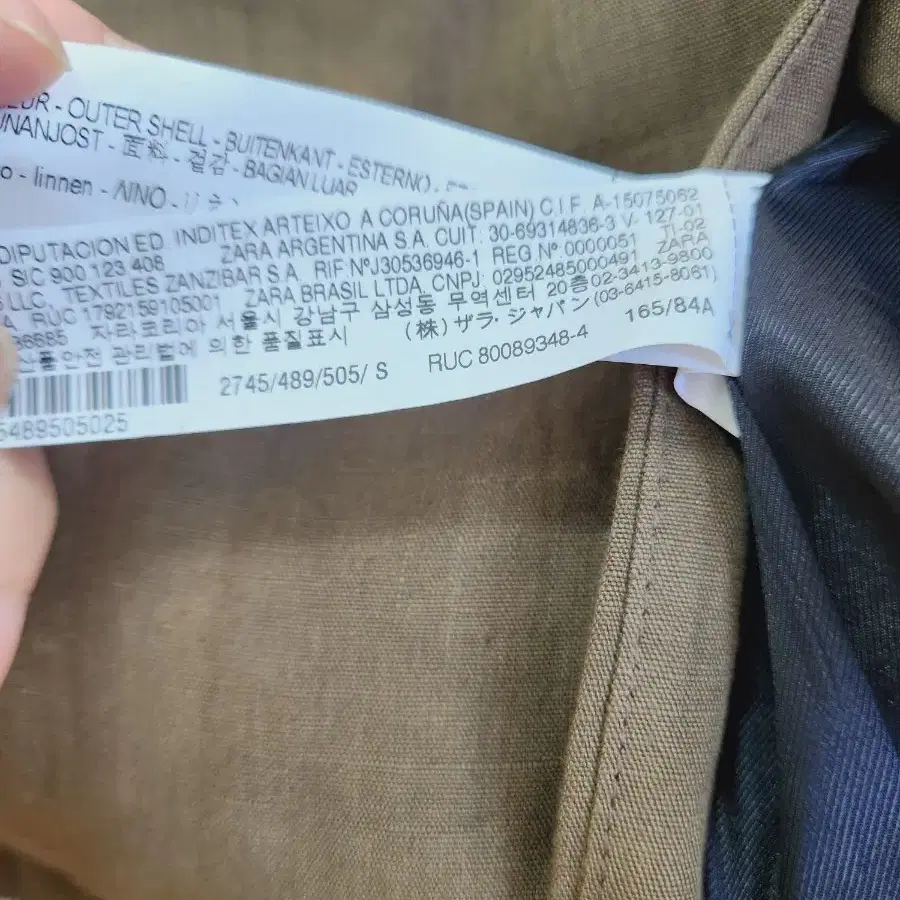 OUTER SHELL - BUITENKANT - ESTERNO -
UNANJOST - 面料 - 겉감 - BAGIAN LUAR
o - linnen - NINO -
DIPUTACION ED. INDITEX ARTEIXO A CORUÑA(SPAIN) C.I.F. A-15075062
S/C 900 123 408 ZARA ARGENTINA S.A. CUIT: 30-69314836-3 V- 127-01
LLC, TEXTILES ZANZIBAR S.A. RIF NºJ30536946-1 REG Nº 0000051 TI-02
RUC 1792159105001 ZARA BRASIL LTDA. CNPJ: 02952485000491 ZARA
자라코리아 서울시 강남구 삼성동 무역센터 20층 02-3413-9800
안전 관리법에 의한 품질표시 (株) ザラ・ジャパン (03-6415-8061)
2745/489/505/ S RUC 80089348-4 165/84A
5489505025